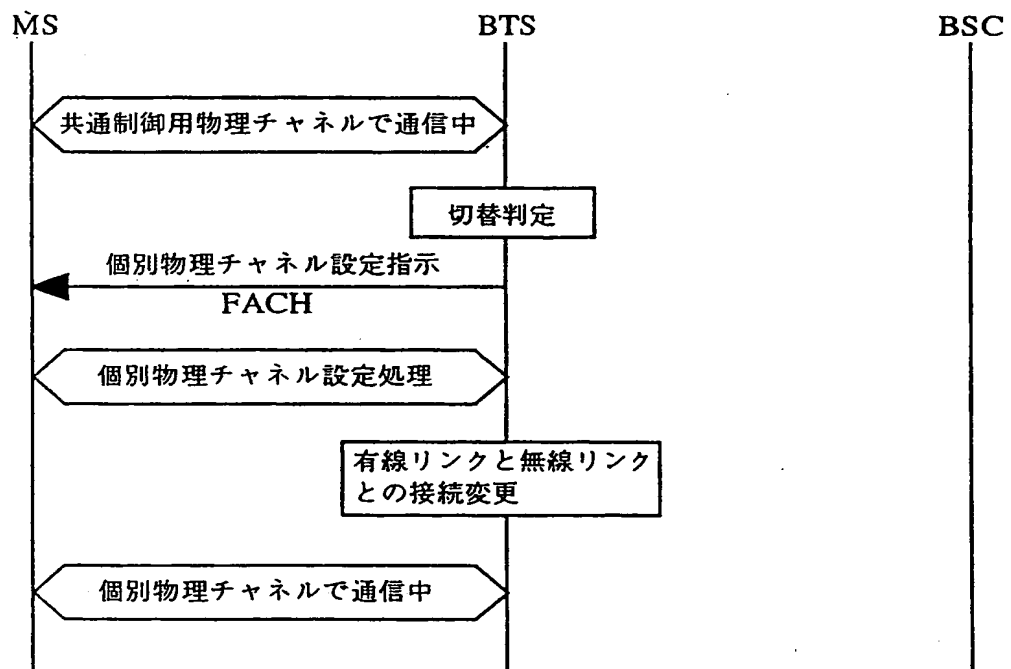 MS
BTS
BSC
共通制御用物理チャネルで通信中
切替判定
個別物理チャネル設定指示
FACH
個別物理チャネル設定処理
有線リンクと無線リンク
との接続変更
個別物理チャネルで通信中